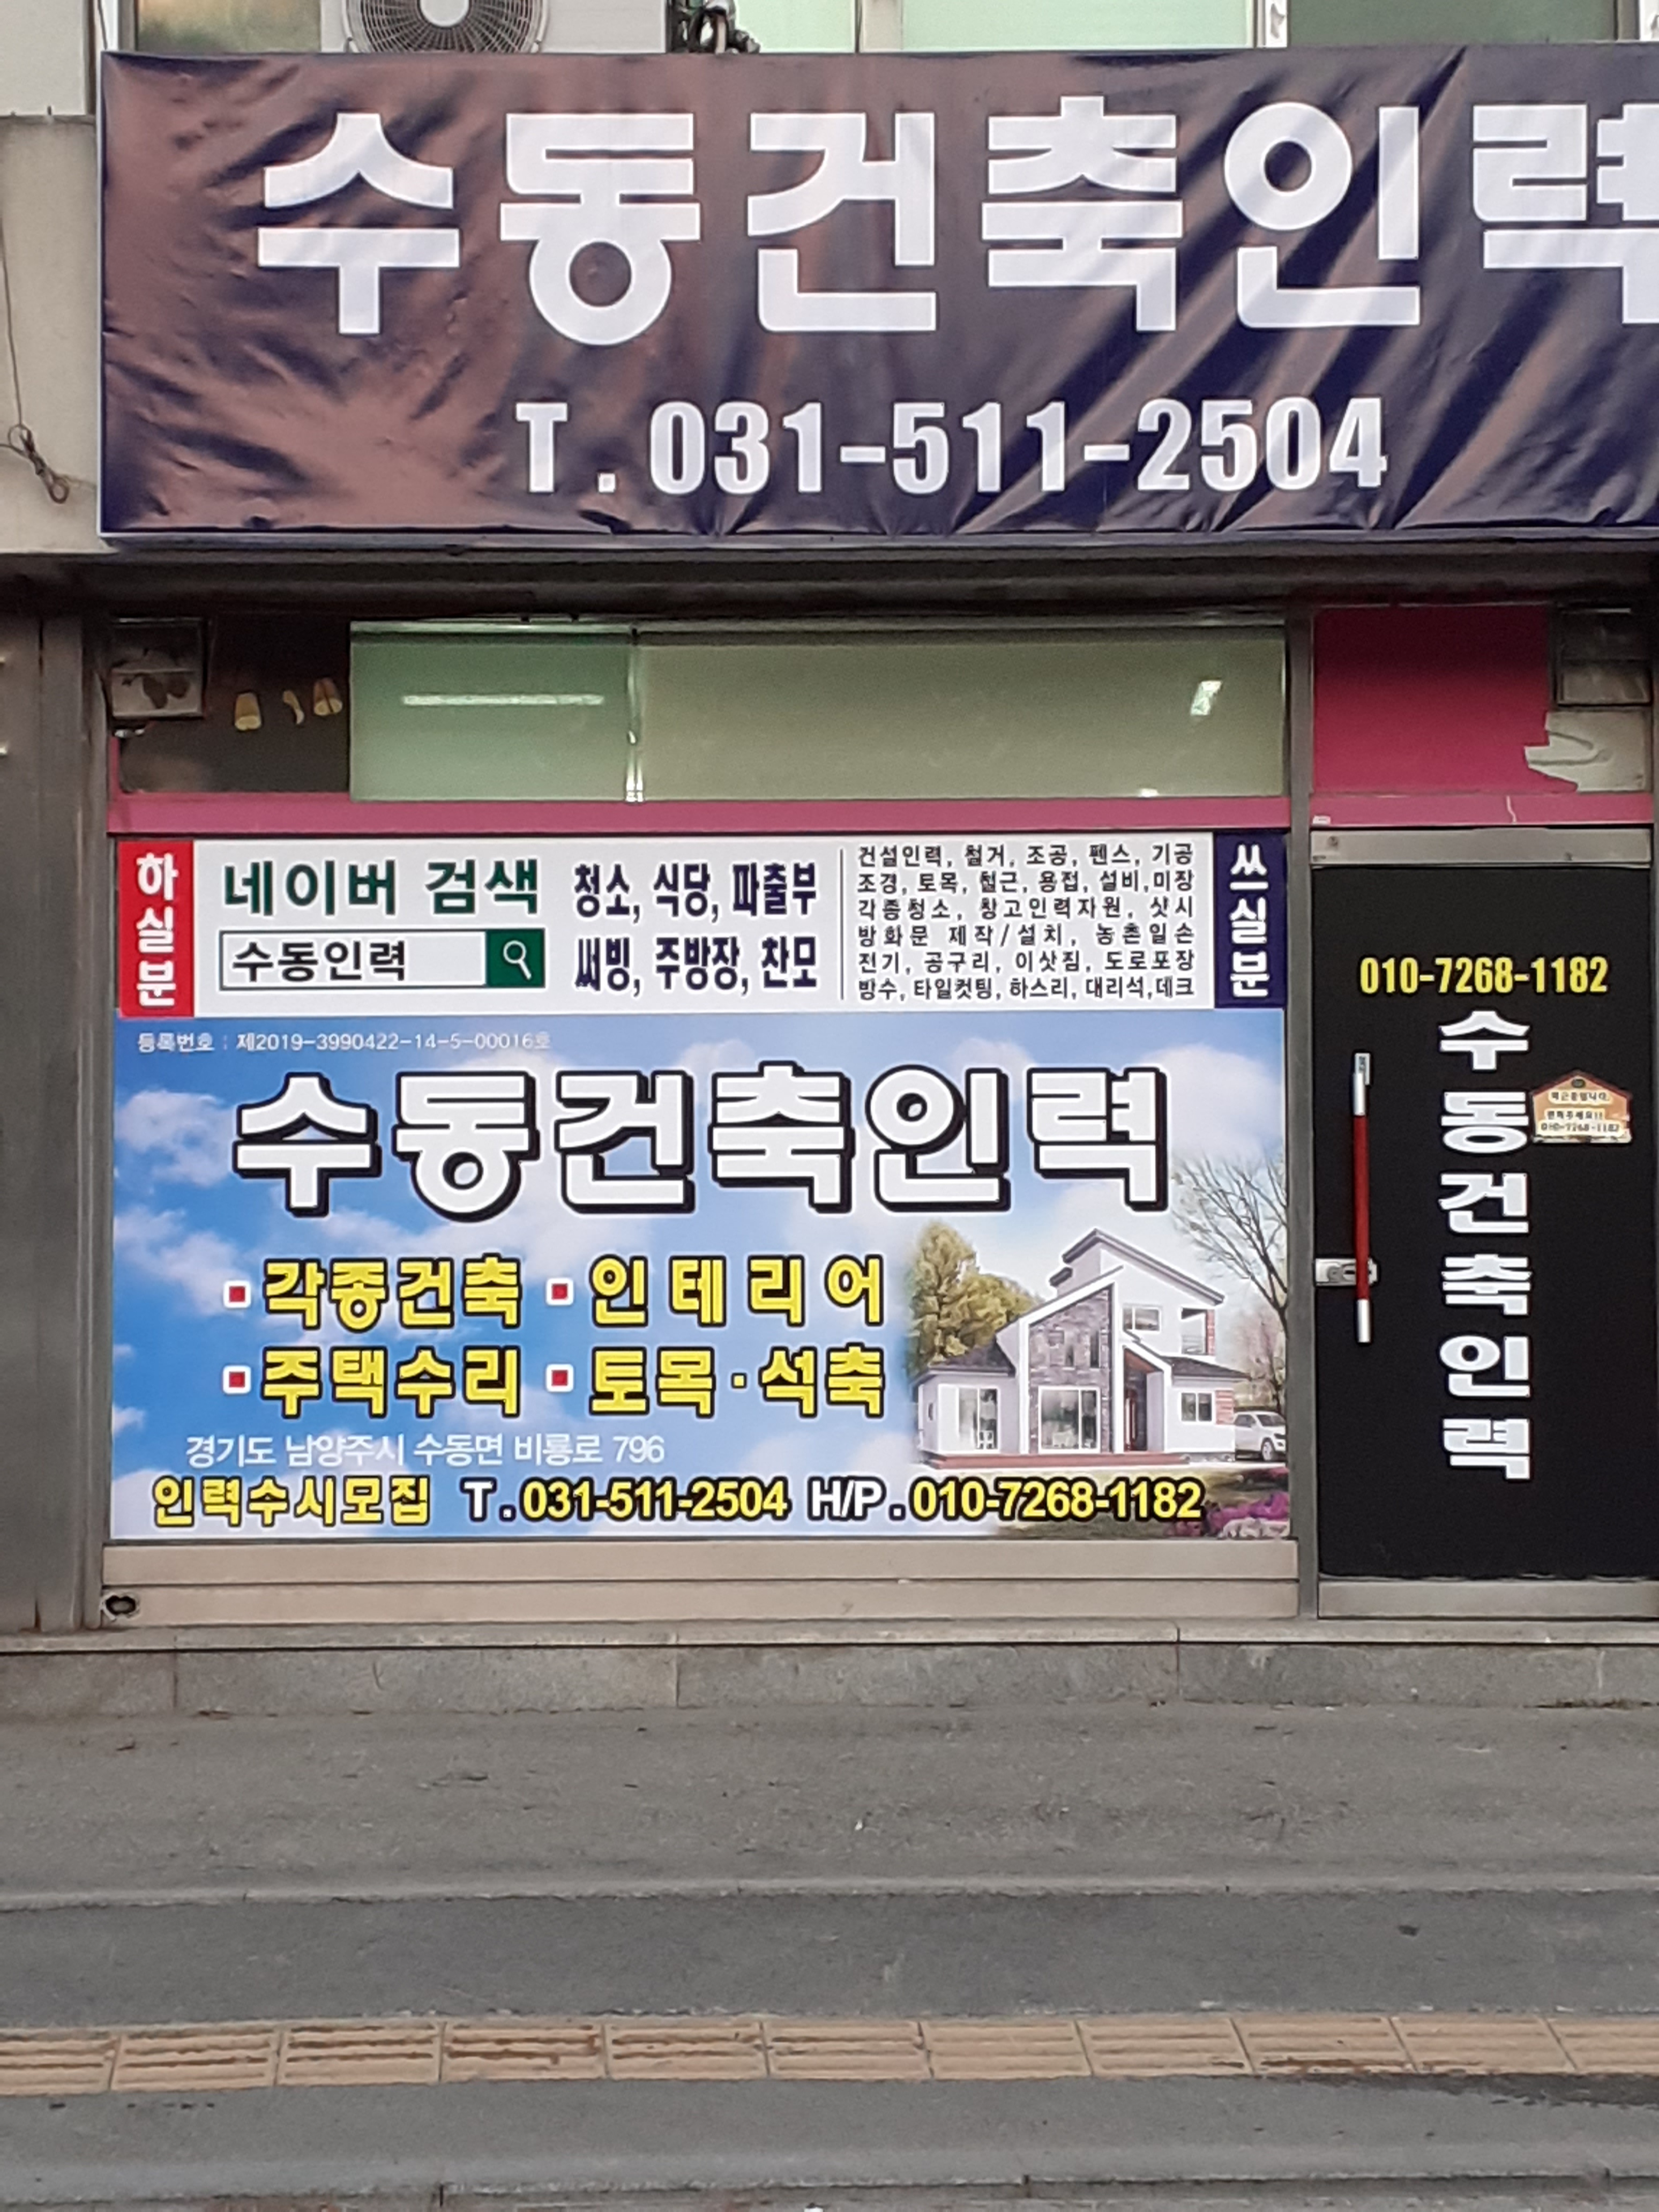 수동건축인력
T.031-511-2504
하실분
네이버 검색
수동인력
청소, 식당, 파출부
써빙, 주방장, 찬모
건설인력, 철거, 조공, 펜스, 기공
조경, 토목, 철근, 용접, 설비,미장
각종청소, 창고인력자원, 샷시
방화문 제작/설치, 농촌일손
전기, 공구리, 이삿짐, 도로포장
방수, 타일컷팅, 하스리, 대리석,데크
쓰실분
등록번호 : 제2019-3990422-14-5-00016호
수동건축인력
각종건축 인테리어
주택수리 토목·석축
경기도 남양주시 수동면 비룡로 796
인력수시모집 T.031-511-2504 H/P.010-7268-1182
010-7268-1182
수동건축인력
010-7268-1182